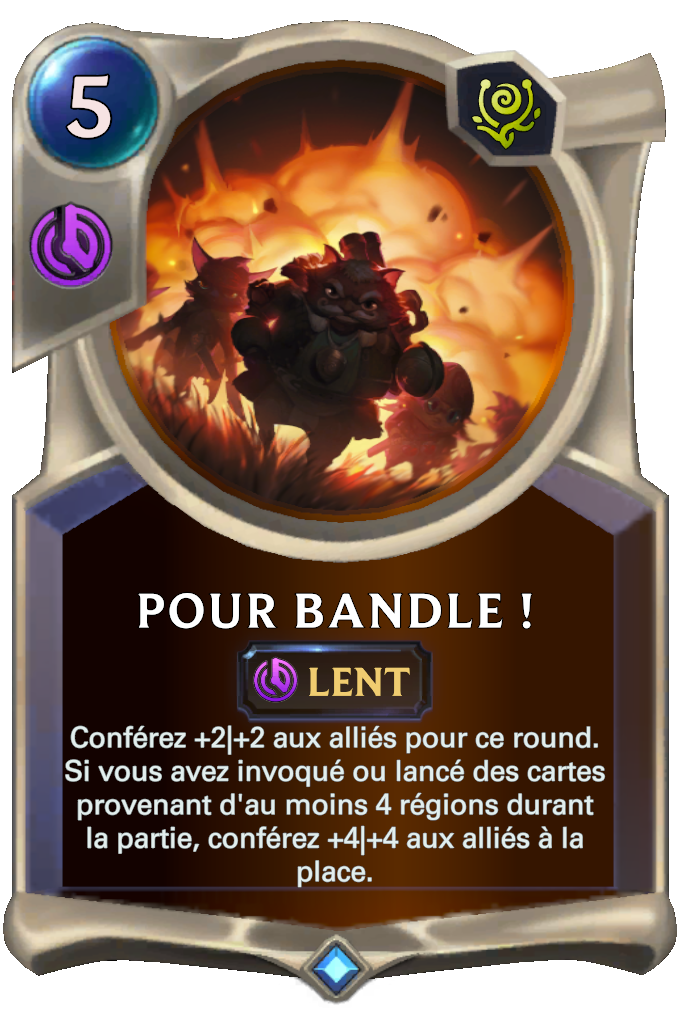 5
POUR BANDLE !
LENT
Conférez +2|+2 aux alliés pour ce round.
Si vous avez invoqué ou lancé des cartes
provenant d'au moins 4 régions durant
la partie, conférez +4|+4 aux alliés à la
place.